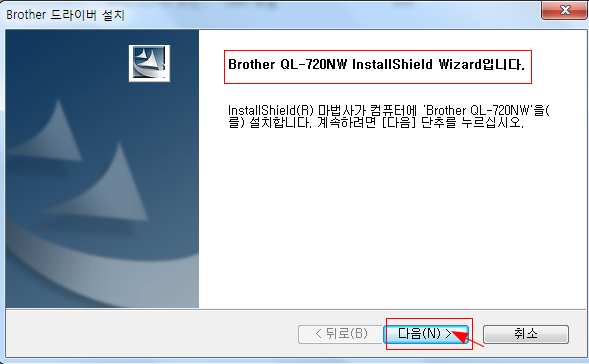 Brother 드라이버 설치
Brother QL-720NW InstallShield Wizard입니다.
InstallShield(R) 마법사가 컴퓨터에 'Brother QL-720NW'을(
를) 설치합니다. 계속하려면 [다음] 단추를 누르십시오.
< 뒤로(B)
다음(N) >
취소